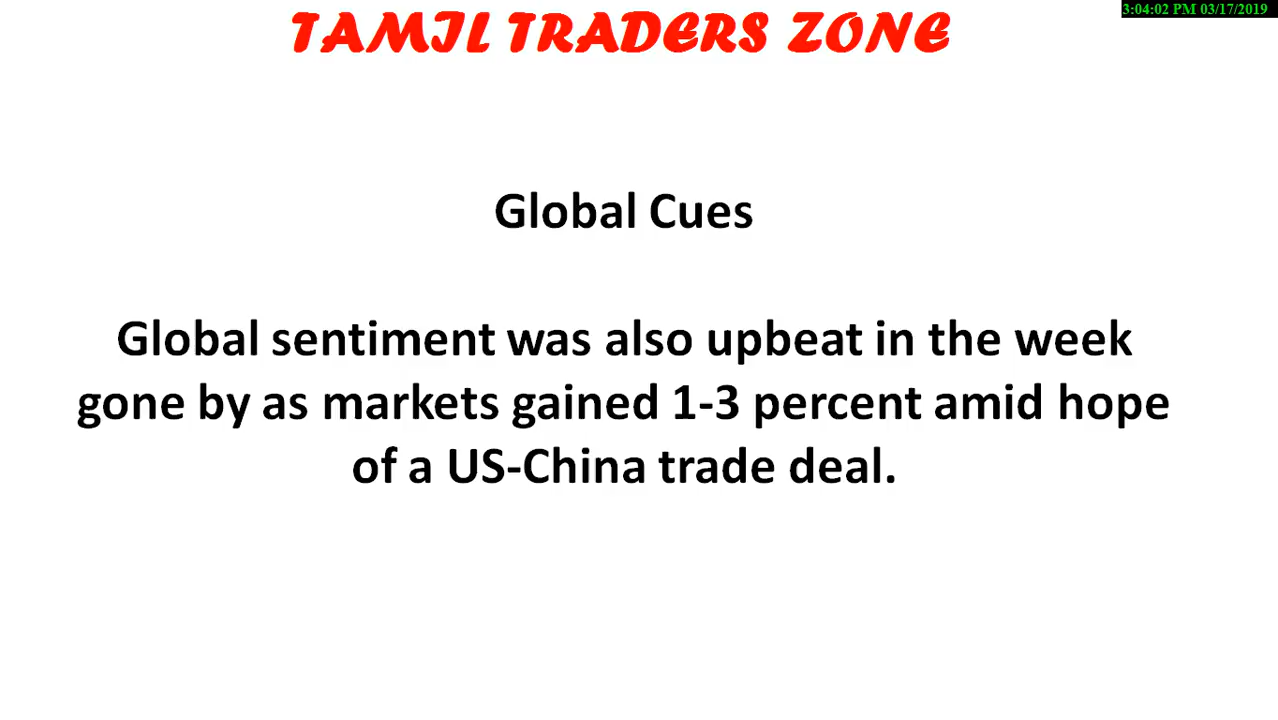 3:04:02 PM 03/17/2019
TAMIL TRADERS ZONE
Global Cues
Global sentiment was also upbeat in the week
gone by as markets gained 1-3 percent amid hope
of a US-China trade deal.